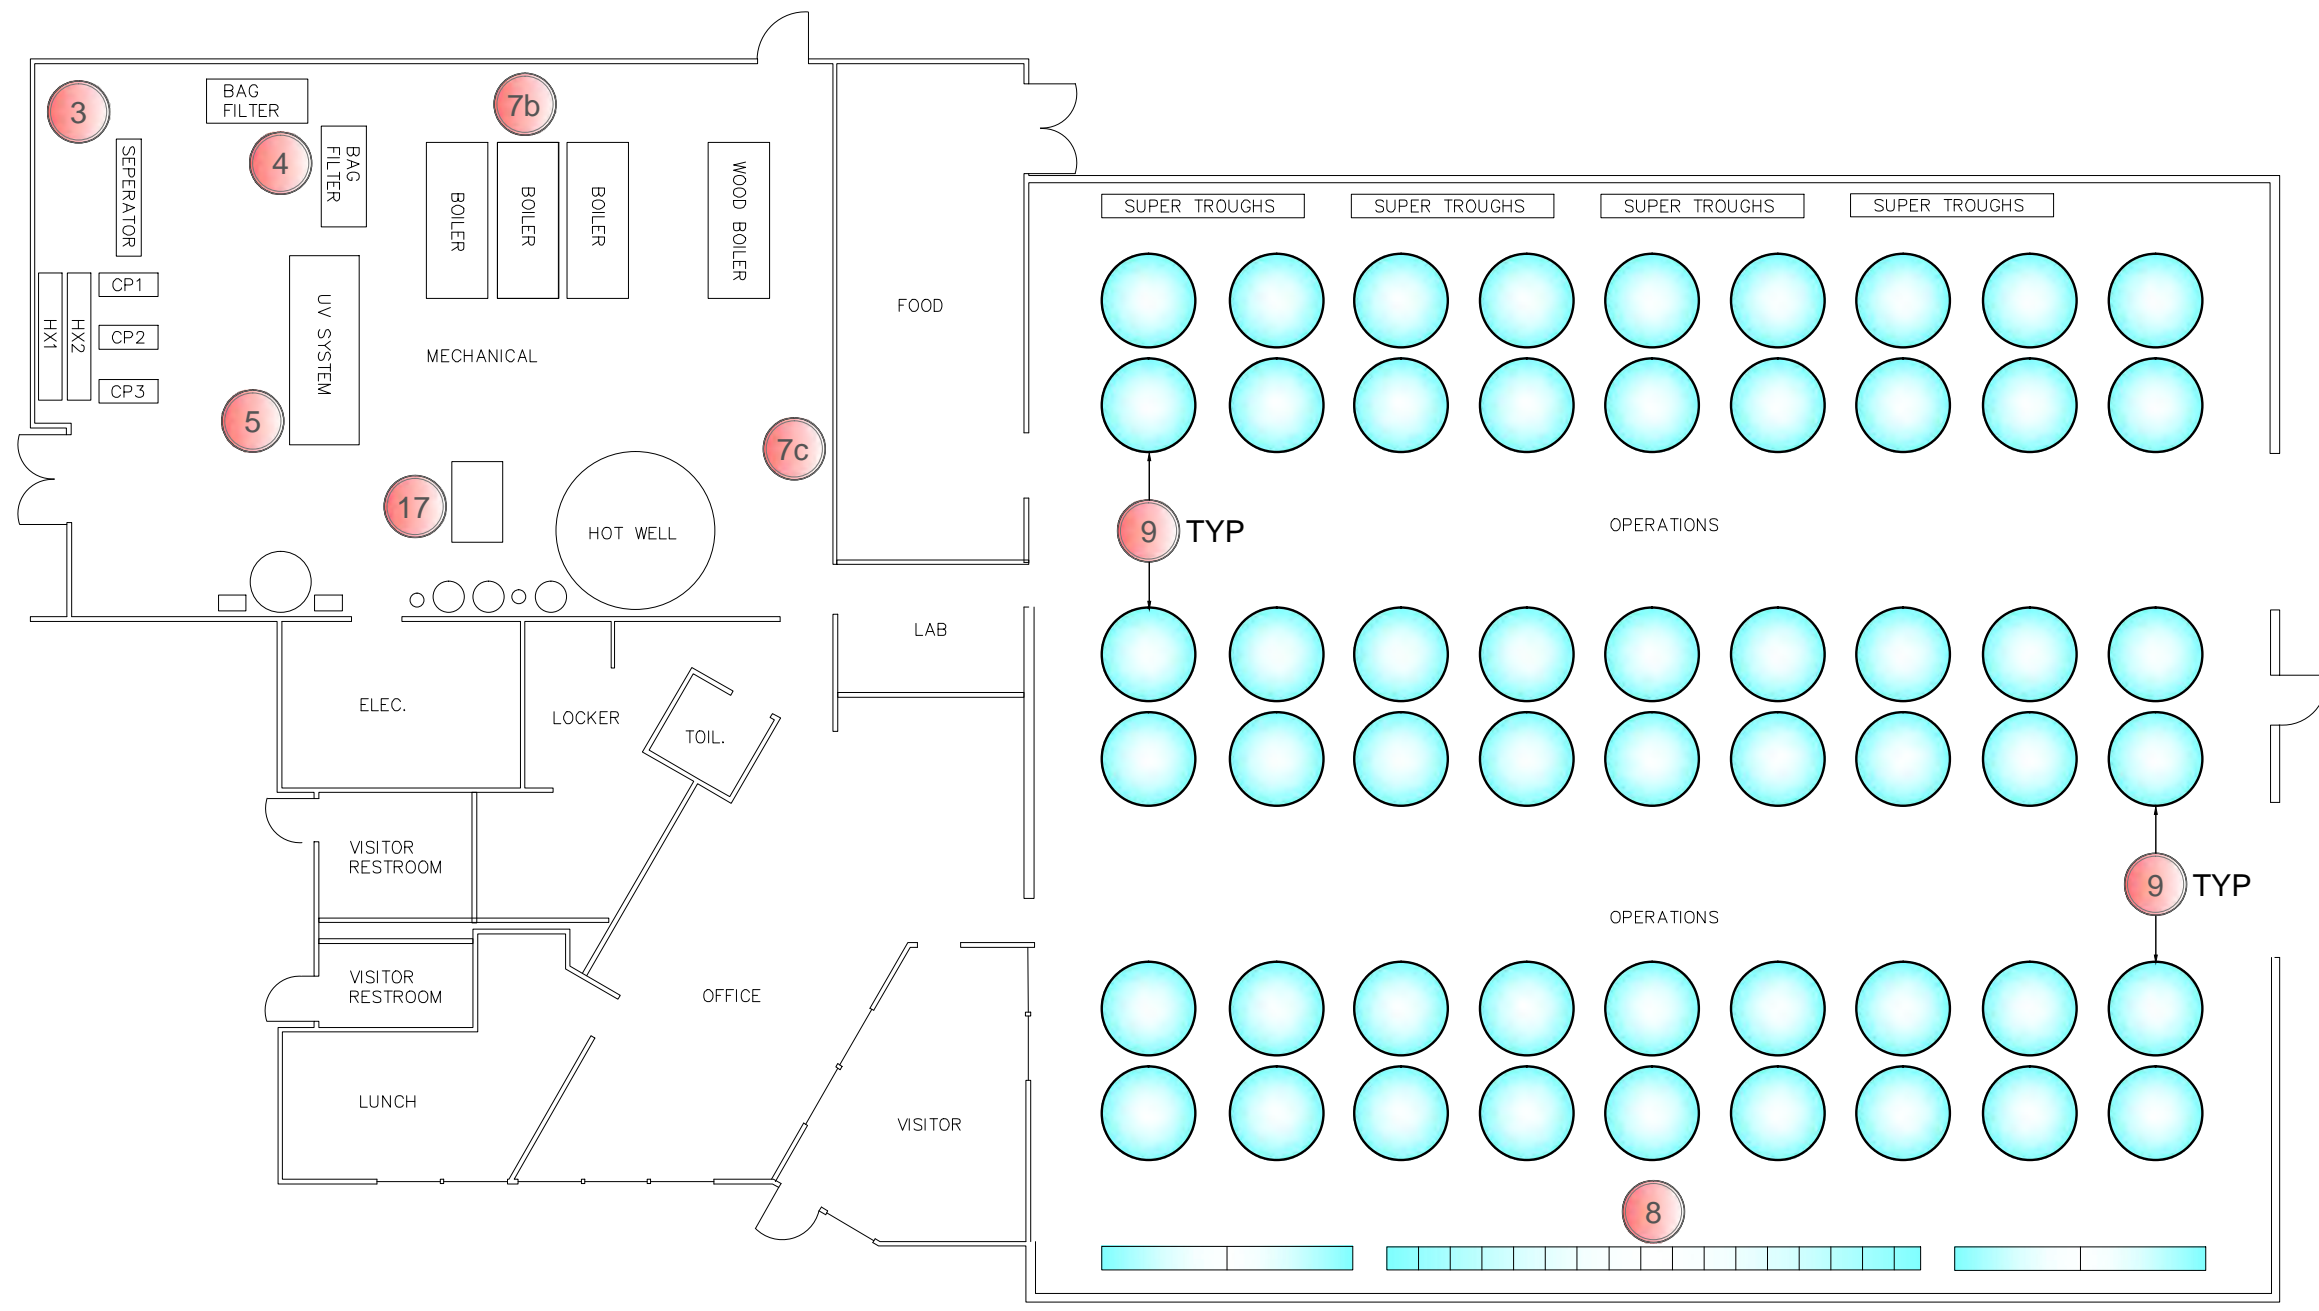 3
BAG
FILTER
7b
4
BAG
FILTER
SEPERATOR
BOILER
BOILER
BOILER
WOOD BOILER
SUPER TROUGHS
SUPER TROUGHS
SUPER TROUGHS
SUPER TROUGHS
HX1
HX2
CP1
CP2
CP3
UV SYSTEM
MECHANICAL
FOOD
5
7c
17
HOT WELL
9 TYP
OPERATIONS
LAB
ELEC.
LOCKER
TOIL.
VISITOR
RESTROOM
9 TYP
OPERATIONS
VISITOR
RESTROOM
OFFICE
LUNCH
VISITOR
8